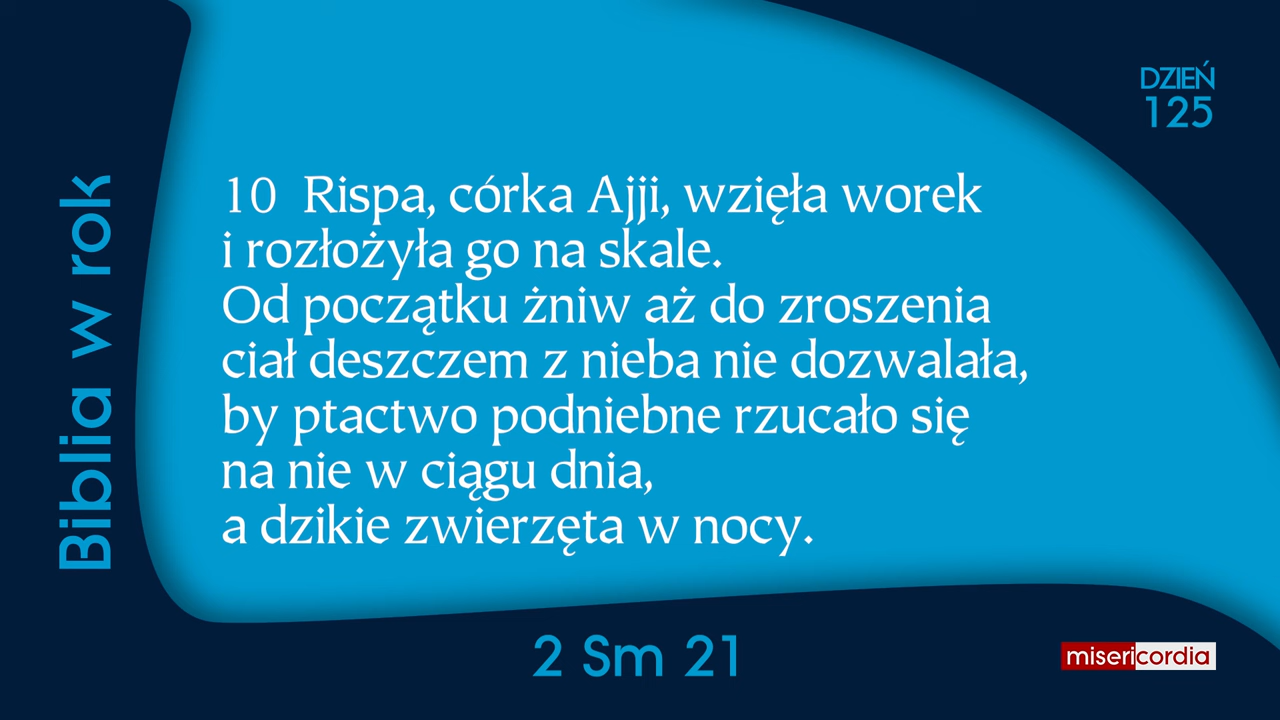 DZIEŃ
125
10 Rispa, córka Ajji, wzięła worek
i rozłożyła go na skale.
Od początku żniw aż do zroszenia
ciał deszczem z nieba nie dozwalała,
by ptactwo podniebne rzucało się
na nie w ciągu dnia,
a dzikie zwierzęta w nocy.
Biblia w rok
2 Sm 21
misericordia